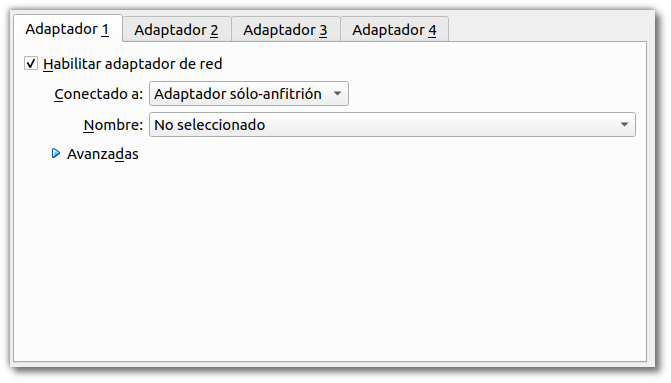 Adaptador 1 Adaptador 2 Adaptador 3 Adaptador 4
Habilitar adaptador de red
Conectado a: Adaptador sólo-anfitrión
Nombre: No seleccionado
Avanzadas